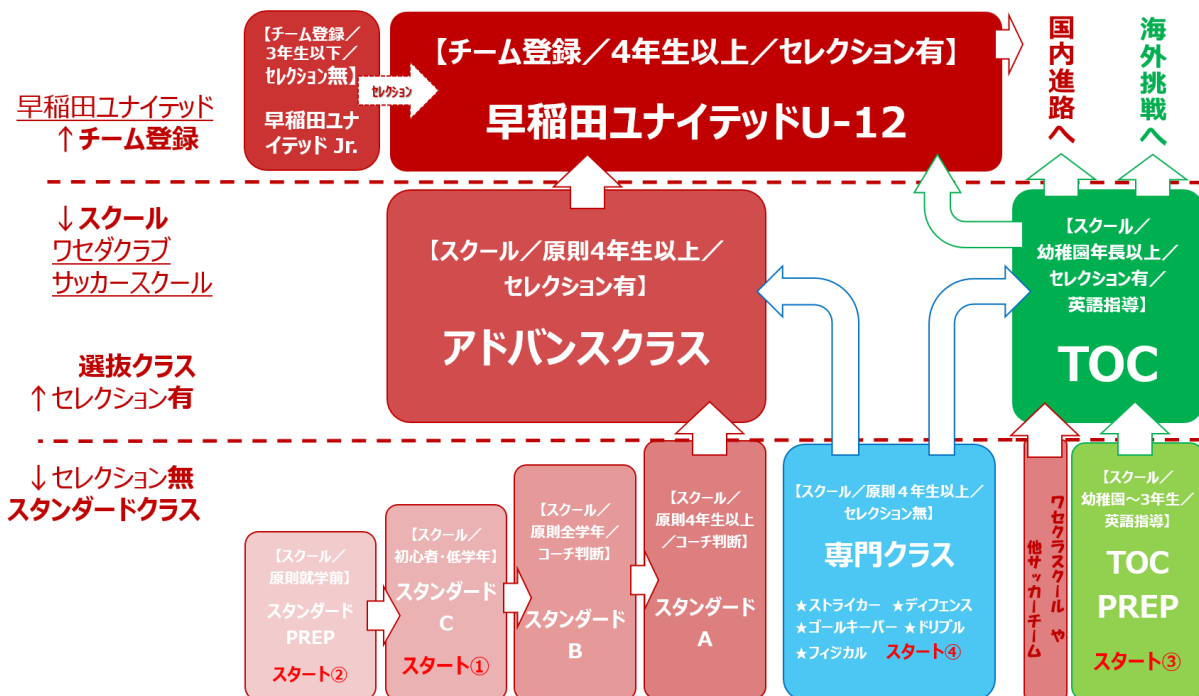 早稲田ユナイテッド
↑チーム登録
【チーム登録／
3年生以下／
セレクション無】
早稲田ユナ
イテッド Jr.
セレクション
【チーム登録／4年生以上／セレクション有】
早稲田ユナイテッドU-12
国内進路へ
海外挑戦へ
↓スクール
ワセダクラブ
サッカースクール
選抜クラス
↑セレクション有
【スクール／原則4年生以上／
セレクション有】
アドバンスクラス
【スクール／
幼稚園年長以上／
セレクション有／
英語指導】
TOC
↓セレクション無
スタンダードクラス
【スクール／
原則就学前】
スタンダード
PREP
スタート②
【スクール／
初心者・低学年】
スタンダード
C
スタート①
【スクール／
原則全学年／
コーチ判断】
スタンダード
B
【スクール／
原則4年生以上
／コーチ判断】
スタンダード
A
【スクール／原則４年生以上／
セレクション無】
専門クラス
★ストライカー ★ディフェンス
★ゴールキーパー ★ドリブル
★フィジカル スタート④
ワセクラスクール や
他サッカーチーム
【スクール／
幼稚園～3年生／
英語指導】
TOC
PREP
スタート③